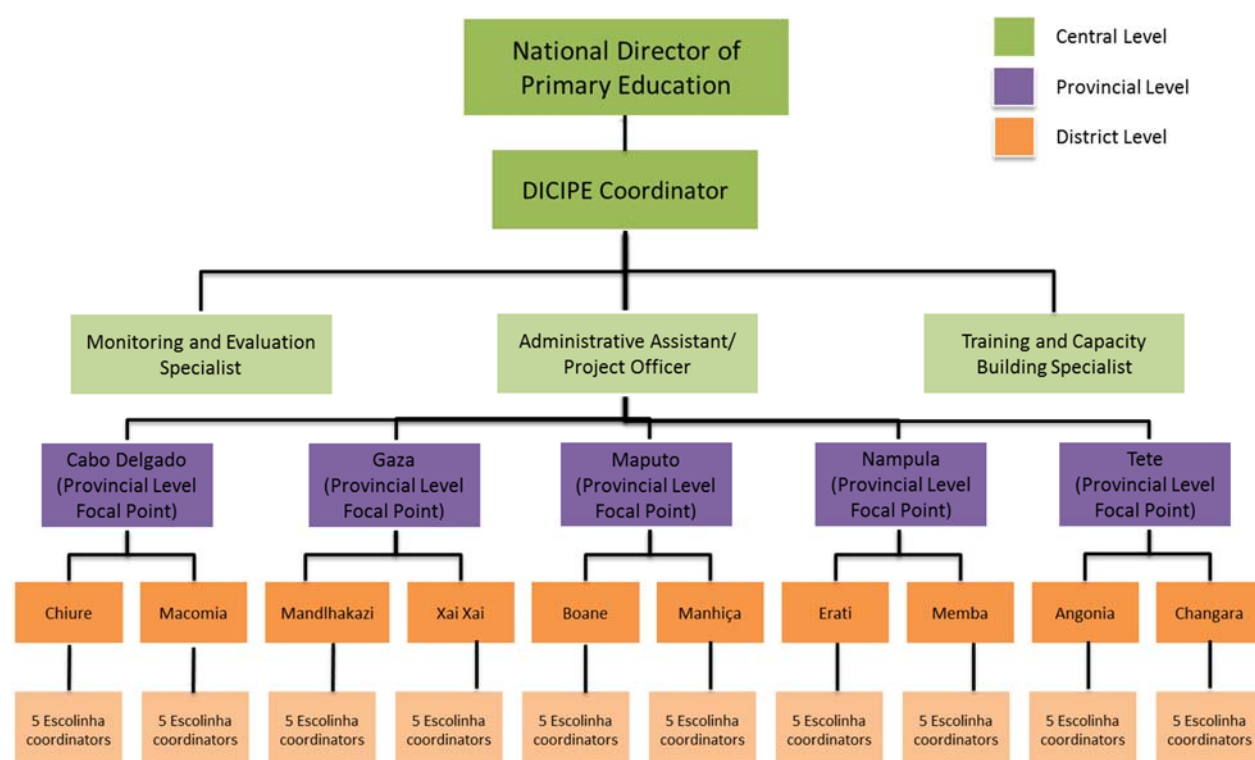 National Director of
Primary Education
Central Level
Provincial Level
District Level
DICIPE Coordinator
Monitoring and Evaluation
Specialist
Administrative Assistant/
Project Officer
Training and Capacity
Building Specialist
Cabo Delgado
(Provincial Level
Focal Point)
Gaza
(Provincial Level
Focal Point)
Maputo
(Provincial Level
Focal Point)
Nampula
(Provincial Level
Focal Point)
Tete
(Provincial Level
Focal Point)
Chiure
Macomia
Mandlhakazi
Xai Xai
Boane
Manhiça
Erati
Memba
Angonia
Changara
5 Escolinha
coordinators
5 Escolinha
coordinators
5 Escolinha
coordinators
5 Escolinha
coordinators
5 Escolinha
coordinators
5 Escolinha
coordinators
5 Escolinha
coordinators
5 Escolinha
coordinators
5 Escolinha
coordinators
5 Escolinha
coordinators